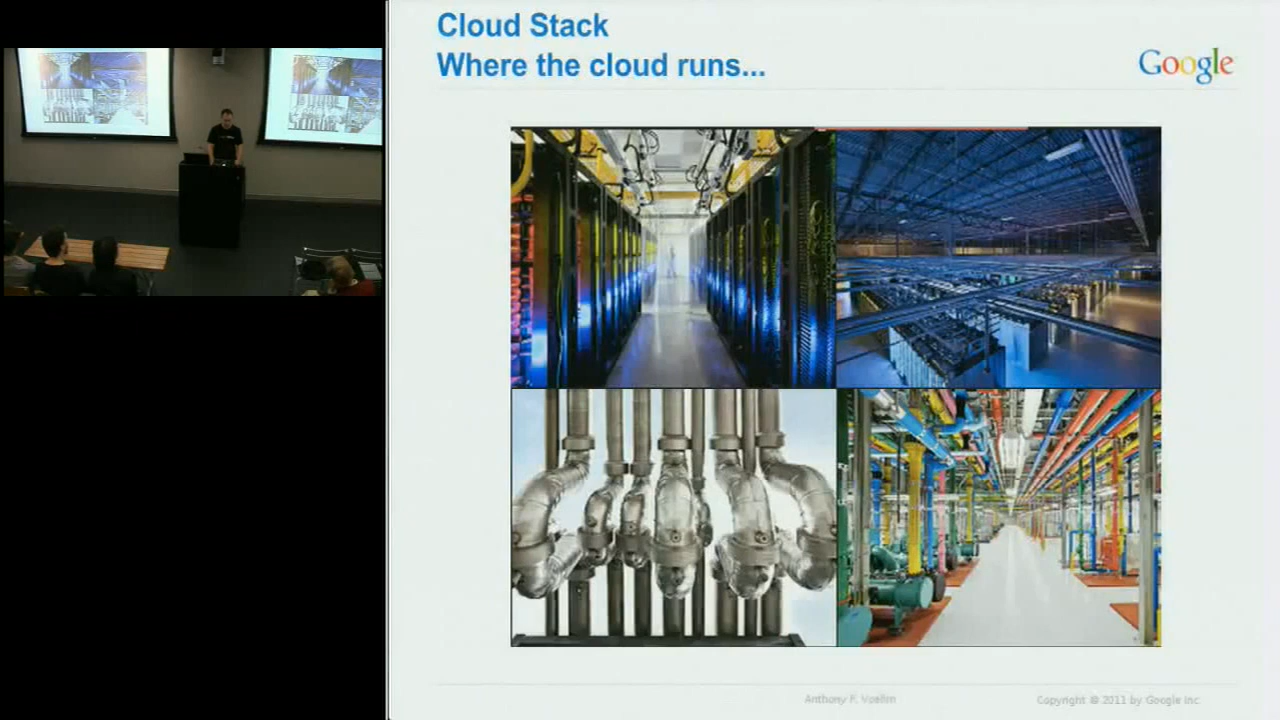 Cloud Stack
Where the cloud runs...
Google
Anthony F. Voellm
Copyright © 2011 by Google Inc